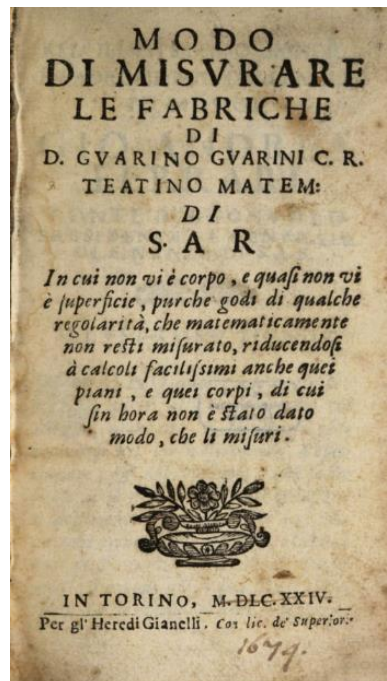 MODO
DI MISVRARE
LE FABRICHE
DI
D. GVARINO GVARINI C. R.
TEATINO MATEM:
DI
S. A R
In cui non vi è corpo, e quaſi non vi
è ſuperficie, purche godi di qualche
regolarità, che matematicamente
non reſti miſurato, riducendoſi
à calcoli facilиſsimi anche quei
piani, e quei corpi, di cui
ſin hora non è ſtato dato
modo, che li miſuri.
IN TORINO, M.DLC.XXIV.
Per gl' Heredi Gianelli. Con lic. de' Superior.
1674.